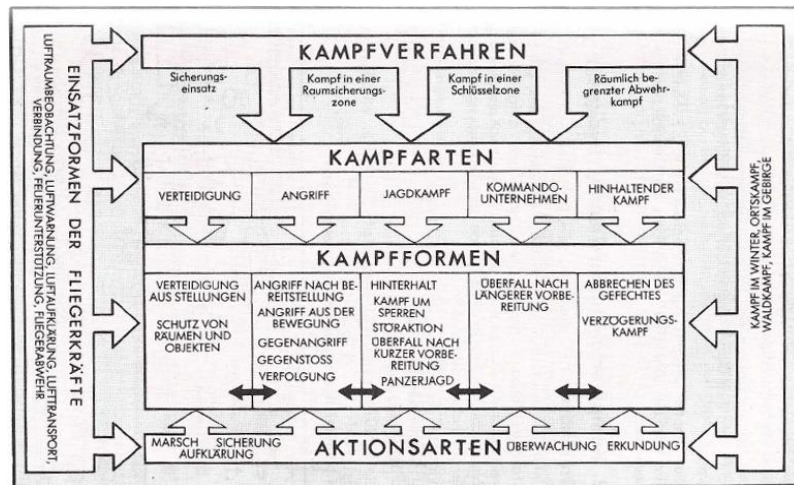 KAMPFVERFAHREN
Sicherungs-
einsatz
Kampf in einer
Raumsicherungs-
zone
Kampf in einer
Schlüsselzone
Räumlich be-
grenzter Abwehr-
kampf
KAMPFARTEN
VERTEIDIGUNG
ANGRIFF
JAGDKAMPF
KOMMANDO-
UNTERNEHMEN
HINHALTENDER
KAMPF
KAMPFFORMEN
VERTEIDIGUNG
AUS STELLUNGEN
SCHUTZ VON
RÄUMEN UND
OBJEKTEN
ANGRIFF NACH BE-
REITSTELLUNG
ANGRIFF AUS DER
BEWEGUNG
GEGENANGRIFF
GEGENSTOSS
VERFOLGUNG
HINTERHALT
KAMPF UM
SPERREN
STÖRAKTION
ÜBERFALL NACH
KURZER VORBE-
REITUNG
PANZERJAGD
ÜBERFALL NACH
LÄNGERER VORBE-
REITUNG
ABBRECHEN DES
GEFECHTES
VERZÖGERUNGS-
KAMPF
MARSCH SICHERUNG
AUFKLÄRUNG
AKTIONSARTEN
ÜBERWACHUNG ERKUNDUNG
EINSATZFORMEN DER FLIEGERKRÄFTE
LUFTRAUMBEOBACHTUNG, LUFTWARNUNG, LUFTAUFKLÄRUNG, LUFTTRANSPORT,
VERBINDUNG, FEUERUNTERSTÜTZUNG, FLIEGERABWEHR
KAMPF IM WINTER, ORTSKAMPF,
WALDKAMPF, KAMPF IM GEBIRGE